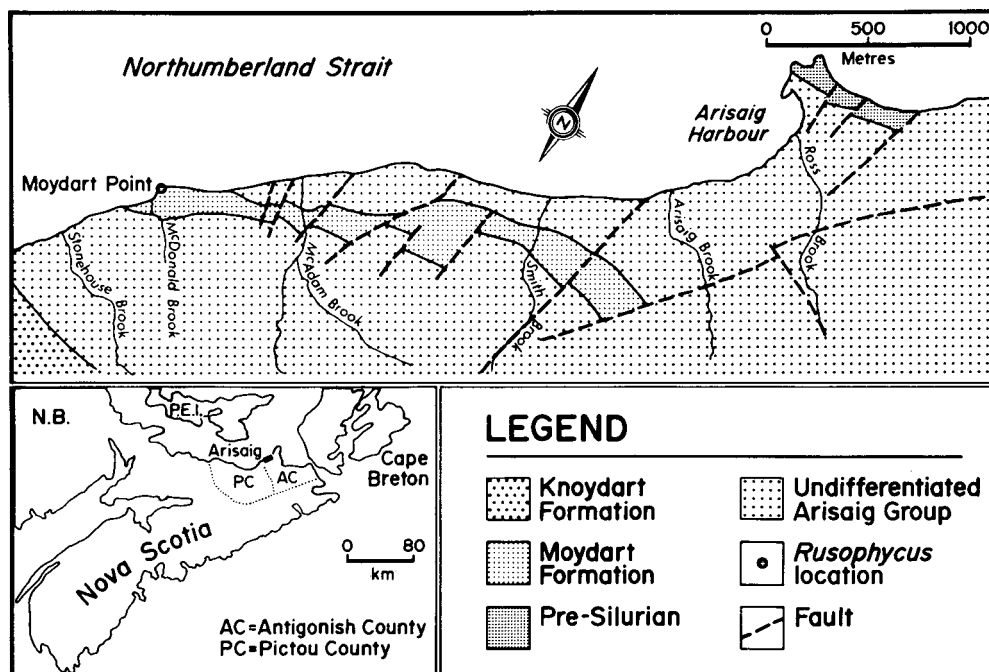 0 500 1000
Metres
Northumberland Strait
N
Arisaig
Harbour
Moydart Point
Stonehouse Brook
McDonald Brook
McAdam Brook
Smith Brook
Arisaig Brook
Ross Brook
N.B.
P.E.I.
Arisaig
PC
AC
Cape
Breton
Nova Scotia
0 80
km
AC=Antigonish County
PC=Pictou County
LEGEND
Knoydart
Formation
Undifferentiated
Arisaig Group
Moydart
Formation
Rusophycus
location
Pre-Silurian
Fault